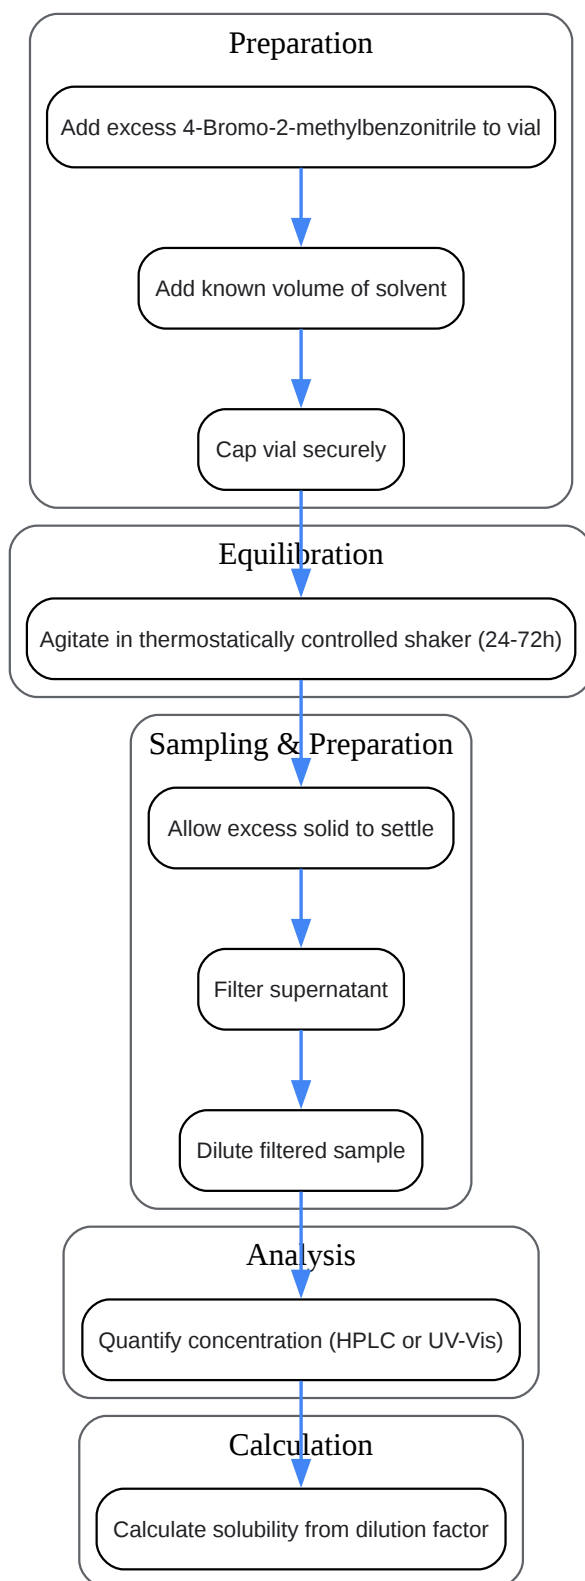 Preparation
Add excess 4-Bromo-2-methylbenzonitrile to vial
Add known volume of solvent
Cap vial securely
Equilibration
Agitate in thermostatically controlled shaker (24-72h)
Sampling & Preparation
Allow excess solid to settle
Filter supernatant
Dilute filtered sample
Analysis
Quantify concentration (HPLC or UV-Vis)
Calculation
Calculate solubility from dilution factor